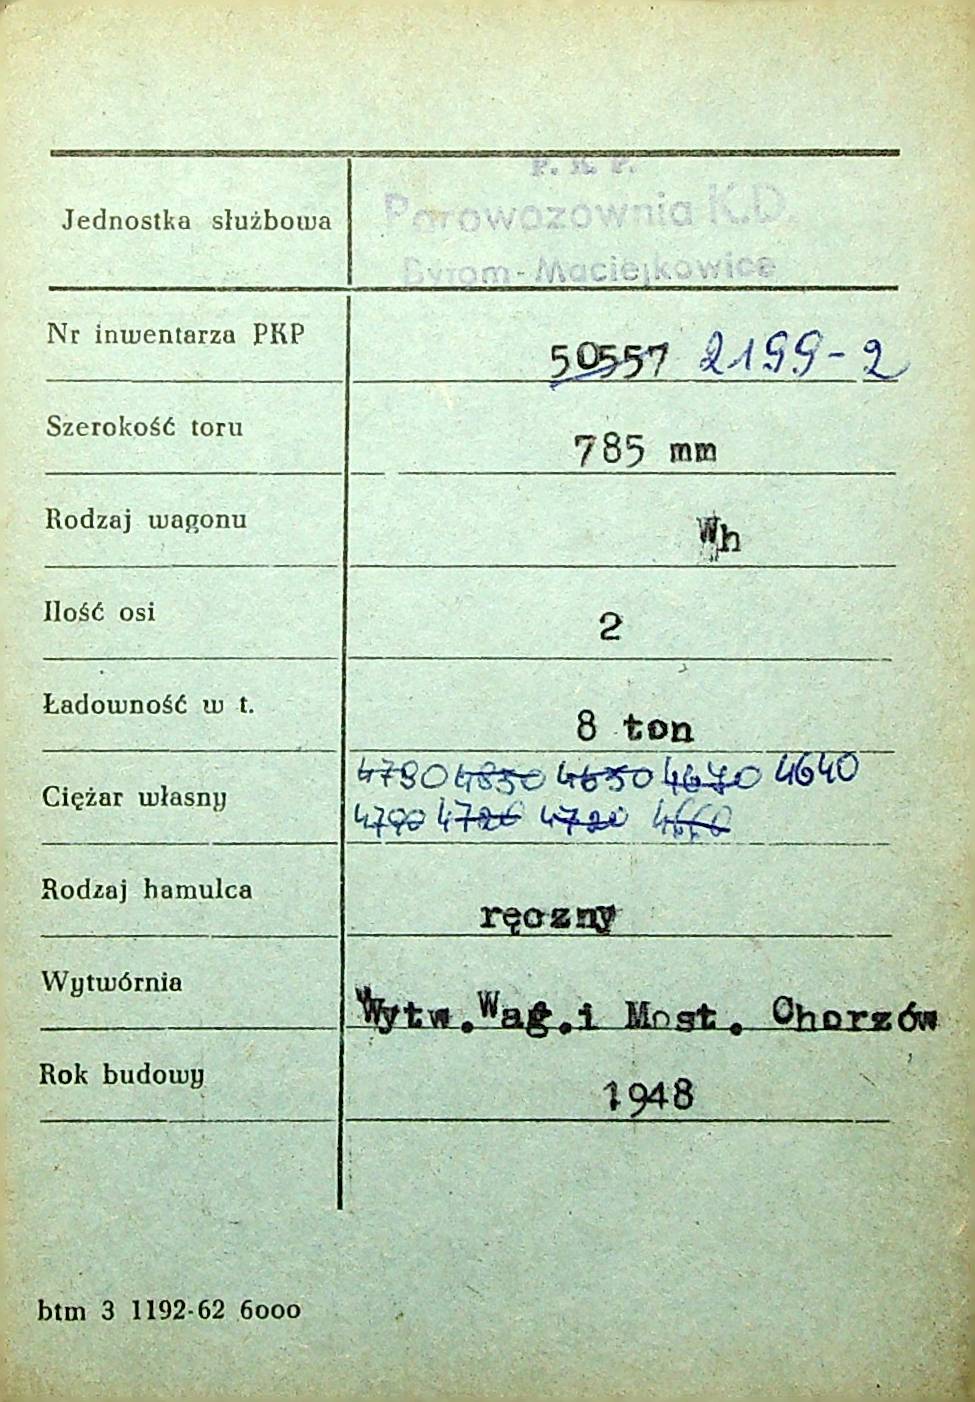 P. K. P.
Jednostka służbowa Parowozownia K.D.
Bytom-Maciejkowice
Nr inwentarza PKP 50557 2199-2
Szerokość toru 785 mm
Rodzaj wagonu Wh
Ilość osi 2
Ładowność w t. 8 ton
4780 4850 4650 4670 4640
Ciężar własny 4790 4720 4720 4660
Rodzaj hamulca ręczny
Wytwórnia Wytw.Wag.i Most. Chorzów
Rok budowy 1948
btm 3 1192-62 6000